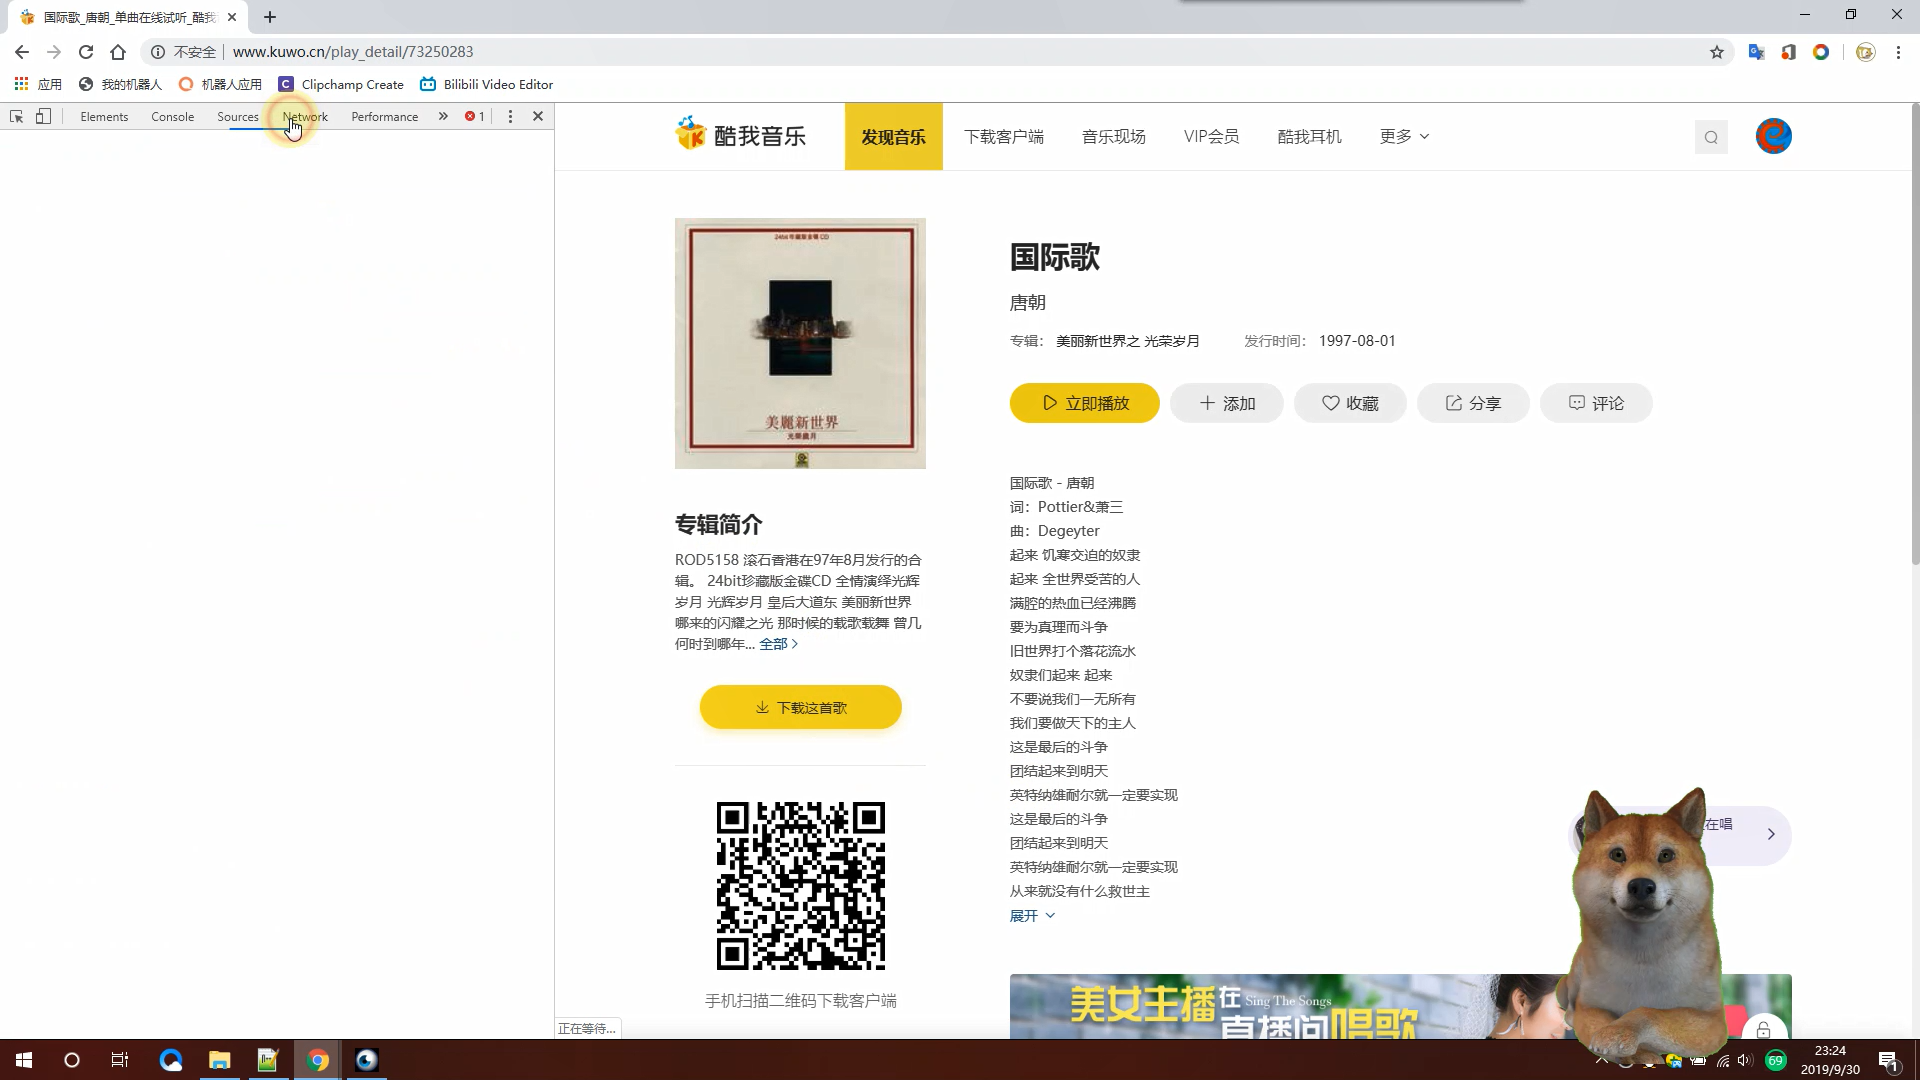 国际歌_唐朝_单曲在线试听_酷我
不安全 www.kuwo.cn/play_detail/73250283
应用 我的机器人 机器人应用 Clipchamp Create Bilibili Video Editor
Elements Console Sources Network Performance 1
酷我音乐 发现音乐 下载客户端 音乐现场 VIP会员 酷我耳机 更多
24bit 珍藏版金碟 CD
美麗新世界
光榮歲月
国际歌
唐朝
专辑： 美丽新世界之 光荣岁月 发行时间： 1997-08-01
立即播放 添加 收藏 分享 评论
专辑简介
ROD5158 滚石香港在97年8月发行的合
辑。 24bit珍藏版金碟CD 全情演绎光辉
岁月 光辉岁月 皇后大道东 美丽新世界
哪来的闪耀之光 那时候的载歌载舞 曾几
何时到哪年... 全部
下载这首歌
手机扫描二维码下载客户端
国际歌 - 唐朝
词：Pottier&萧三
曲：Degeyter
起来 饥寒交迫的奴隶
起来 全世界受苦的人
满腔的热血已经沸腾
要为真理而斗争
旧世界打个落花流水
奴隶们起来 起来
不要说我们一无所有
我们要做天下的主人
这是最后的斗争
团结起来到明天
英特纳雄耐尔就一定要实现
这是最后的斗争
团结起来到明天
英特纳雄耐尔就一定要实现
从来就没有什么救世主
展开
在唱
美女主播在 Sing The Songs
直播间唱歌
正在等待...
69
23:24
2019/9/30
1